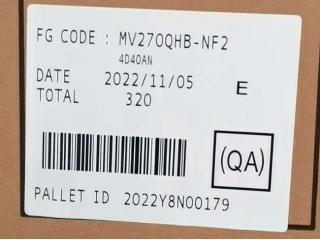 FG CODE : MV270QHB-NF2
4D40AN
DATE 2022/11/05 E
TOTAL 320
(QA)
PALLET ID 2022Y8N00179